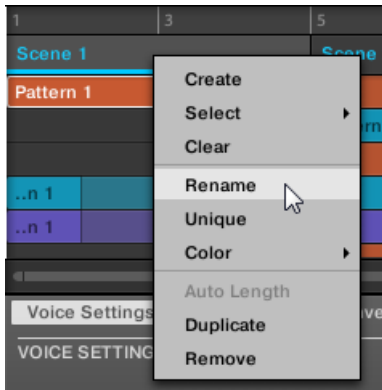 1 3 5
Scene 1 Scene
Pattern 1
..n 1
..n 1
Create
Select
Clear
Rename
Unique
Color
Auto Length
Duplicate
Remove
Voice Settings
VOICE SETTING